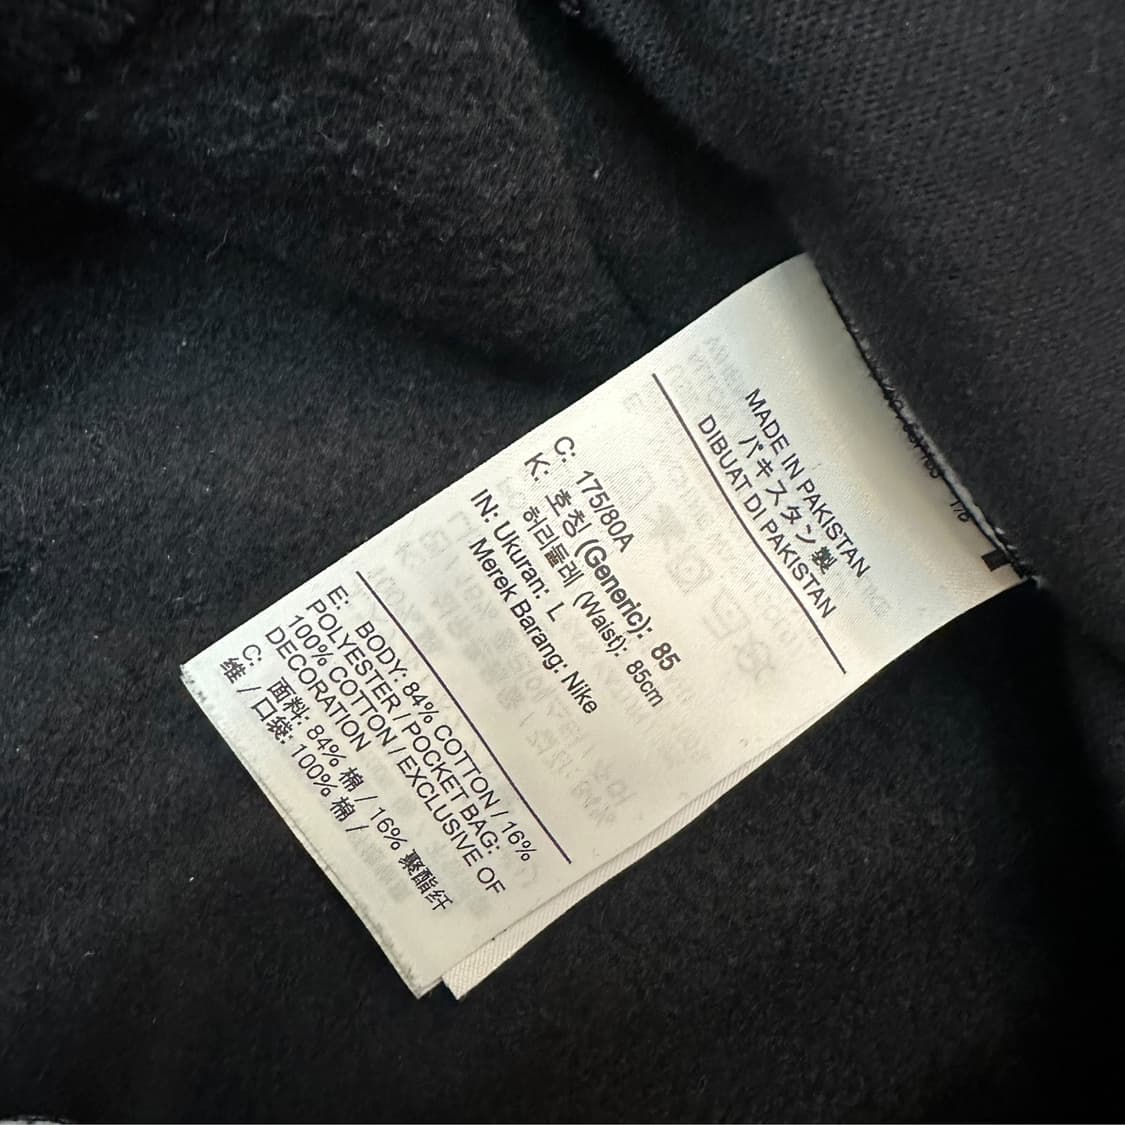 MADE IN PAKISTAN
パキスタン製
DIBUAT DI PAKISTAN
C: 175/80A
K: 호칭 (Generic): 85
허리둘레 (Waist): 85cm
IN: Ukuran: L
Merek Barang: Nike
E: BODY: 84% COTTON / 16%
POLYESTER / POCKET BAG:
100% COTTON / EXCLUSIVE OF
DECORATION
C: 面料: 84% 棉 / 16% 聚酯纤
维 / 口袋: 100% 棉 /